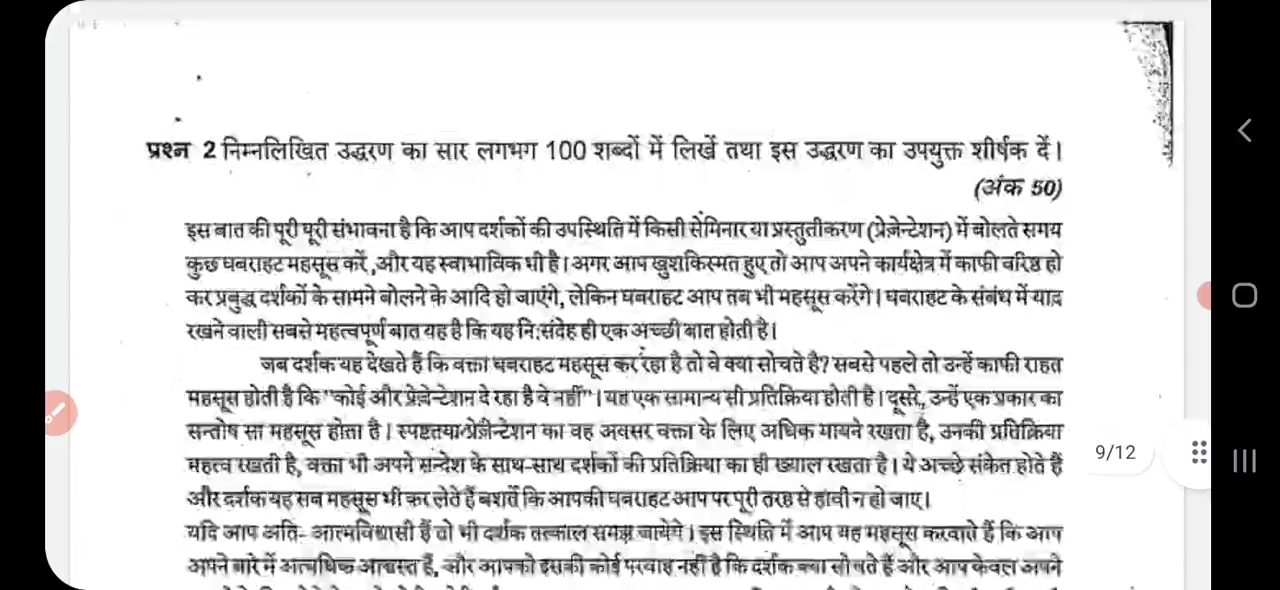 प्रश्न 2 निम्नलिखित उद्धरण का सार लगभग 100 शब्दों में लिखें तथा इस उद्धरण का उपयुक्त शीर्षक दें।
(अंक 50)
इस बात की पूरी पूरी संभावना है कि आप दर्शकों की उपस्थिति में किसी सेमिनार या प्रस्तुतीकरण (प्रेज़ेन्टेशन) में बोलते समय
कुछ घबराहट महसूस करें ,और यह स्वाभाविक भी है। अगर आप खुशकिस्मत हुए तो आप अपने कार्यक्षेत्र में काफी वरिष्ठ हो
कर प्रबुद्ध दर्शकों के सामने बोलने के आदि हो जाएंगे, लेकिन घबराहट आप तब भी महसूस करेंगे। घबराहट के संबंध में याद
रखने वाली सबसे महत्वपूर्ण बात यह है कि यह नि:संदेह ही एक अच्छी बात होती है।
जब दर्शक यह देखते हैं कि वक्ता घबराहट महसूस कर रहा है तो वे क्या सोचते है? सबसे पहले तो उन्हें काफी राहत
महसूस होती है कि "कोई और प्रेज़ेन्टेशन दे रहा है वे नहीं"। यह एक सामान्य सी प्रतिक्रिया होती है। दूसरे, उन्हें एक प्रकार का
सन्तोष सा महसूस होता है। स्पष्टतया प्रेज़ेन्टेशन का वह अवसर वक्ता के लिए अधिक मायने रखता है, उनकी प्रतिक्रिया
महत्व रखती है, वक्ता भी अपने सन्देश के साथ-साथ दर्शकों की प्रतिक्रिया का ही ख्याल रखता है। ये अच्छे संकेत होते हैं
और दर्शक यह सब महसूस भी कर लेते हैं बशर्ते कि आपकी घबराहट आप पर पूरी तरह से हावी न हो जाए।
यदि आप अति- आत्मविश्वासी हैं तो भी दर्शक तत्काल समझ जायेगे। इस स्थिति में आप यह महसूस करवाते हैं कि आप
अपने बारे में अत्यधिक आश्वस्त हैं, और आपको इसकी कोई परवाह नहीं है कि दर्शक क्या सोचते हैं और आप केवल अपने
9/12